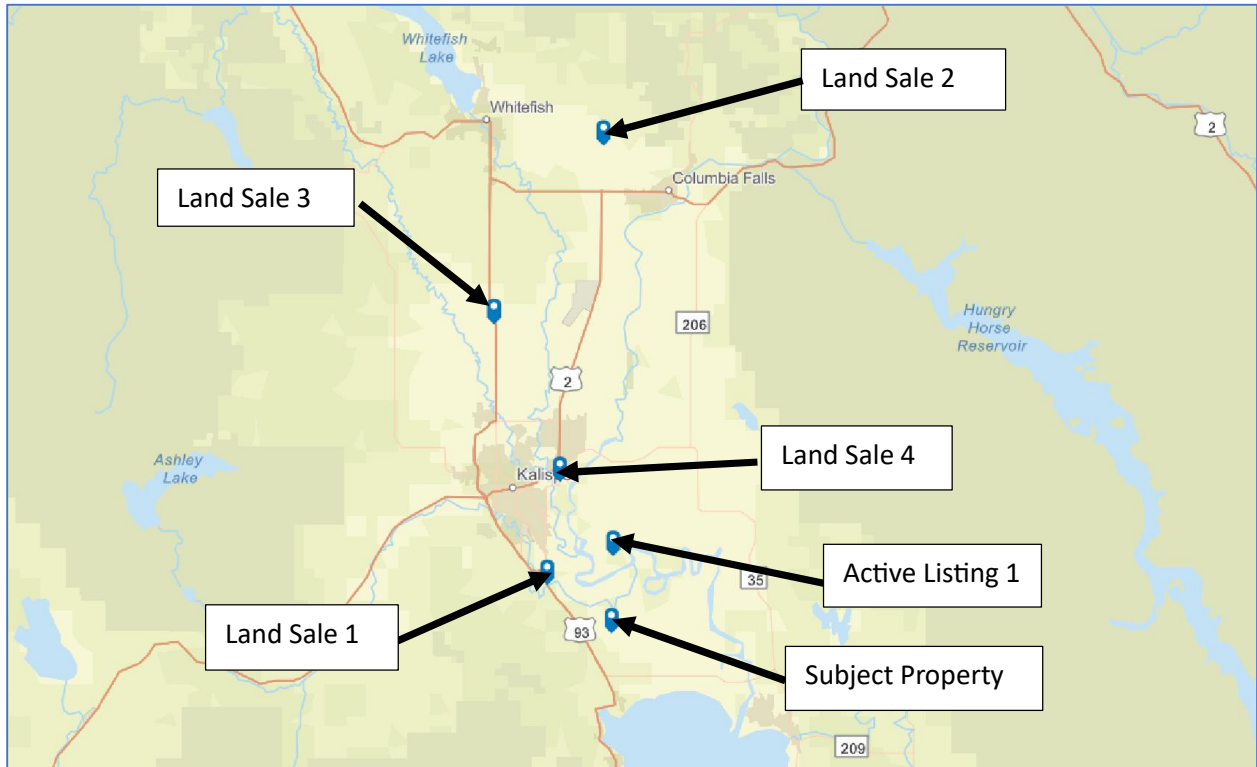 Whitefish
Lake
Land Sale 2
Whitefish
2
Columbia Falls
Land Sale 3
206
Hungry
Horse
Reservoir
2
Land Sale 4
Ashley
Lake
Kalisp
Active Listing 1
35
Land Sale 1
93
Subject Property
209